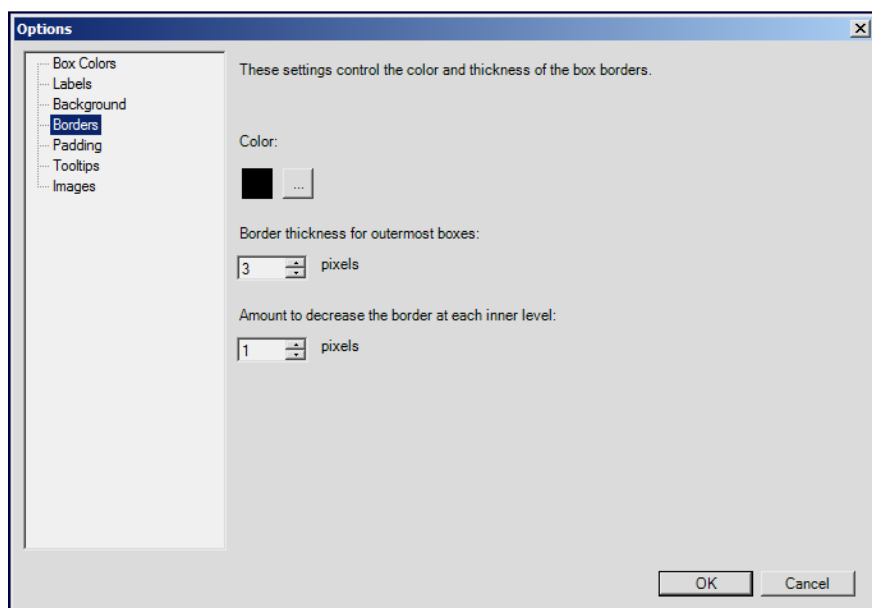 Options
Box Colors
Labels
Background
Borders
Padding
Tooltips
Images
These settings control the color and thickness of the box borders.
Color:
...
Border thickness for outermost boxes:
3 pixels
Amount to decrease the border at each inner level:
1 pixels
OK Cancel